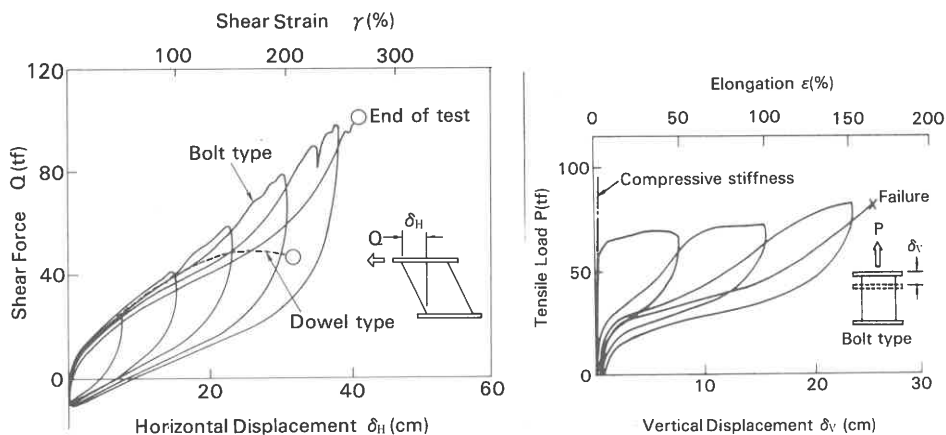 Shear Strain γ(%)
0 100 200 300
120
80
40
0
Shear Force Q (tf)
End of test
Bolt type
Dowel type
δH
Q
20 40 60
Horizontal Displacement δH (cm)
Elongation ε(%)
0 50 100 150 200
100
50
0
Tensile Load P(tf)
Compressive stiffness
Failure
P
δV
Bolt type
10 20 30
Vertical Displacement δV (cm)